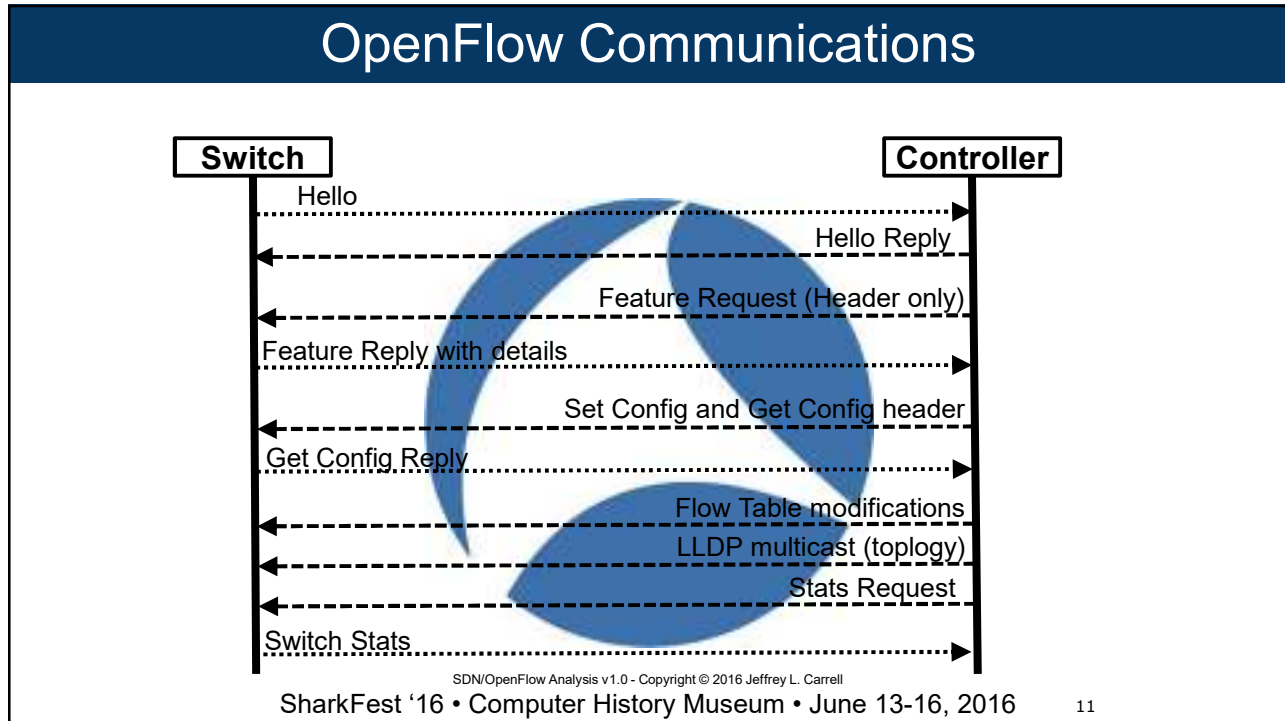 OpenFlow Communications
Switch
Controller
Hello
Hello Reply
Feature Request (Header only)
Feature Reply with details
Set Config and Get Config header
Get Config Reply
Flow Table modifications
LLDP multicast (toplogy)
Stats Request
Switch Stats
SDN/OpenFlow Analysis v1.0 - Copyright © 2016 Jeffrey L. Carrell
SharkFest ‘16 • Computer History Museum • June 13-16, 2016
11